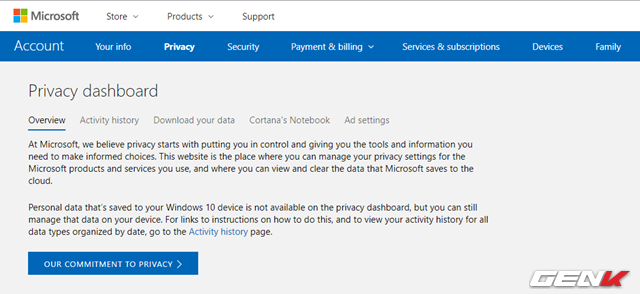 Microsoft Store Products Support
Account Your info Privacy Security Payment & billing Services & subscriptions Devices Family
Privacy dashboard
Overview Activity history Download your data Cortana's Notebook Ad settings
At Microsoft, we believe privacy starts with putting you in control and giving you the tools and information you
need to make informed choices. This website is the place where you can manage your privacy settings for the
Microsoft products and services you use, and where you can view and clear the data that Microsoft saves to the
cloud.
Personal data that's saved to your Windows 10 device is not available on the privacy dashboard, but you can still
manage that data on your device. For links to instructions on how to do this, and to view your activity history for all
data types organized by date, go to the Activity history page.
OUR COMMITMENT TO PRIVACY
GENK